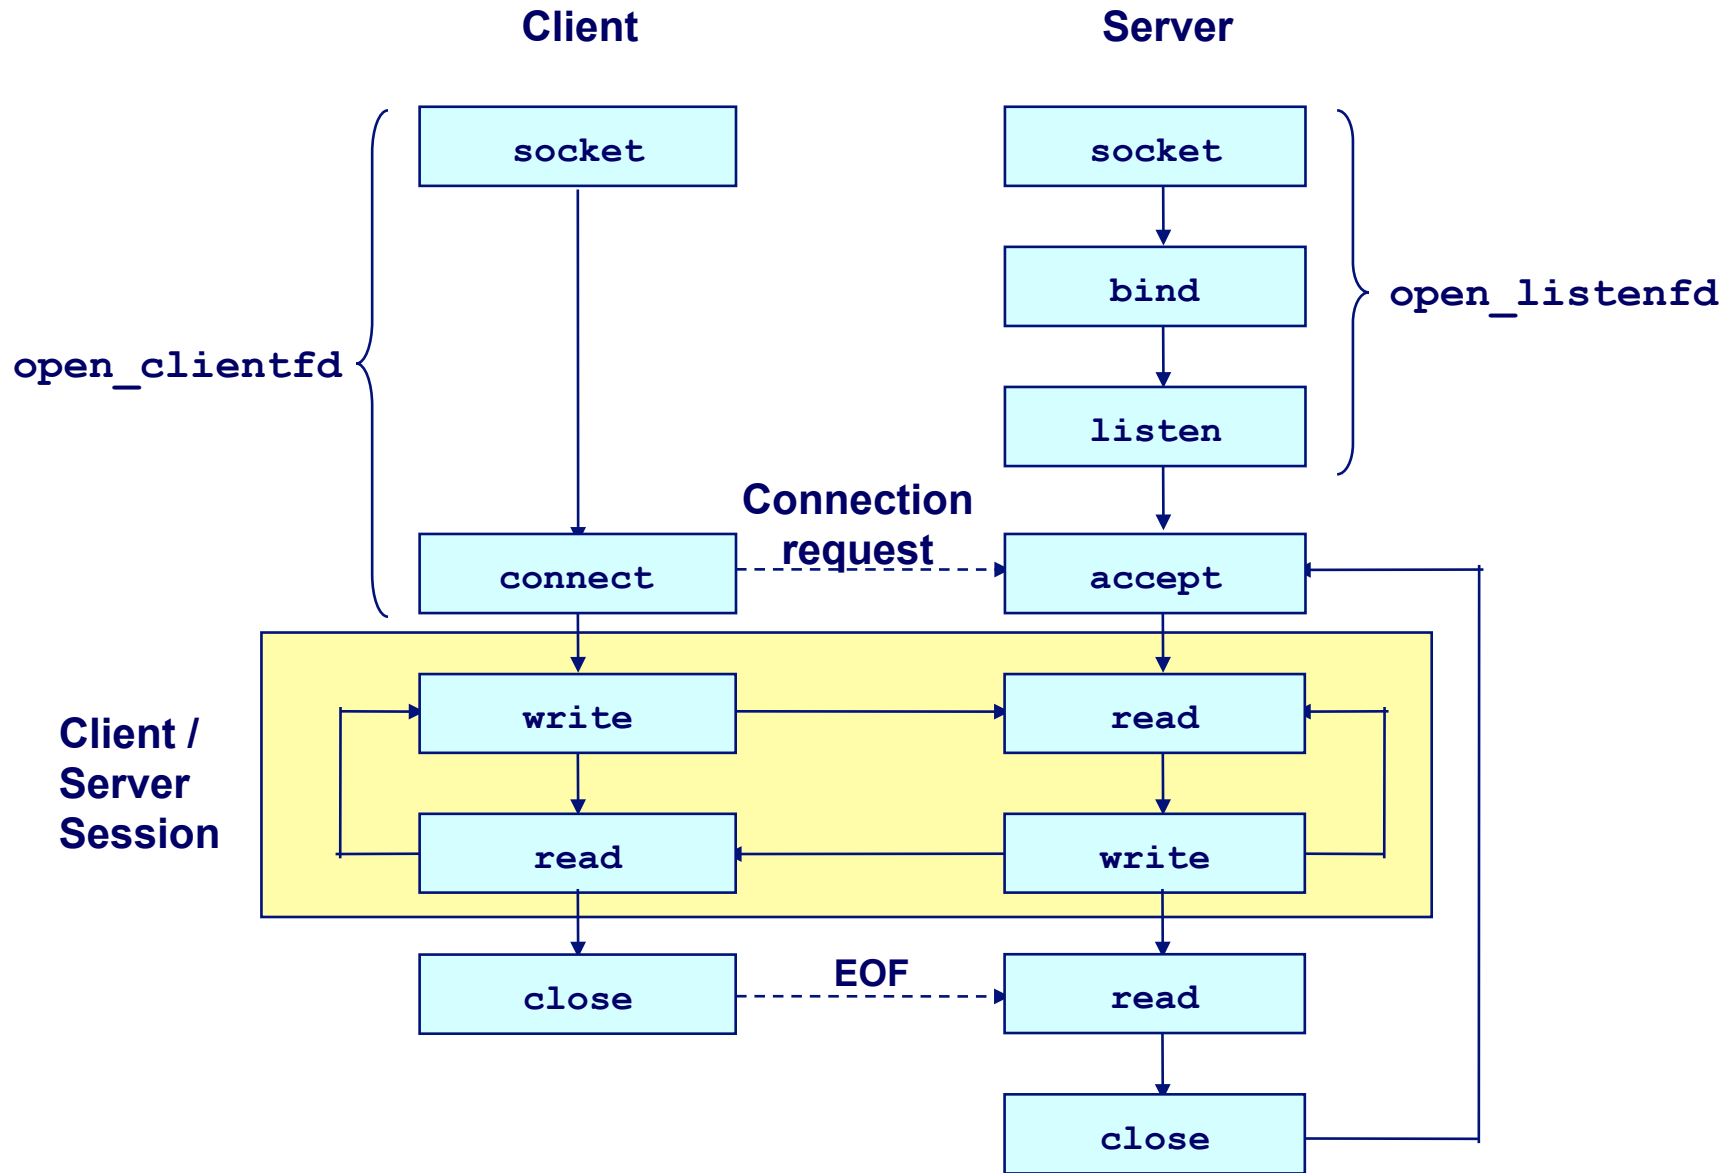 Client
Server
socket
socket
bind
open_listenfd
open_clientfd
listen
Connection
request
connect
accept
Client /
Server
Session
write
read
read
write
close
EOF
read
close